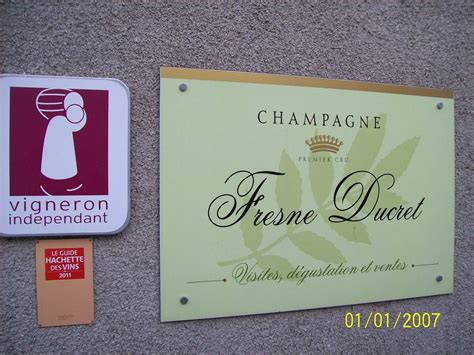 vigneron
indépendant
LE GUIDE
HACHETTE
DES VINS
2011
CHAMPAGNE
PREMIER CRU
Fresne Ducret
Visites, dégustation et ventes
01/01/2007